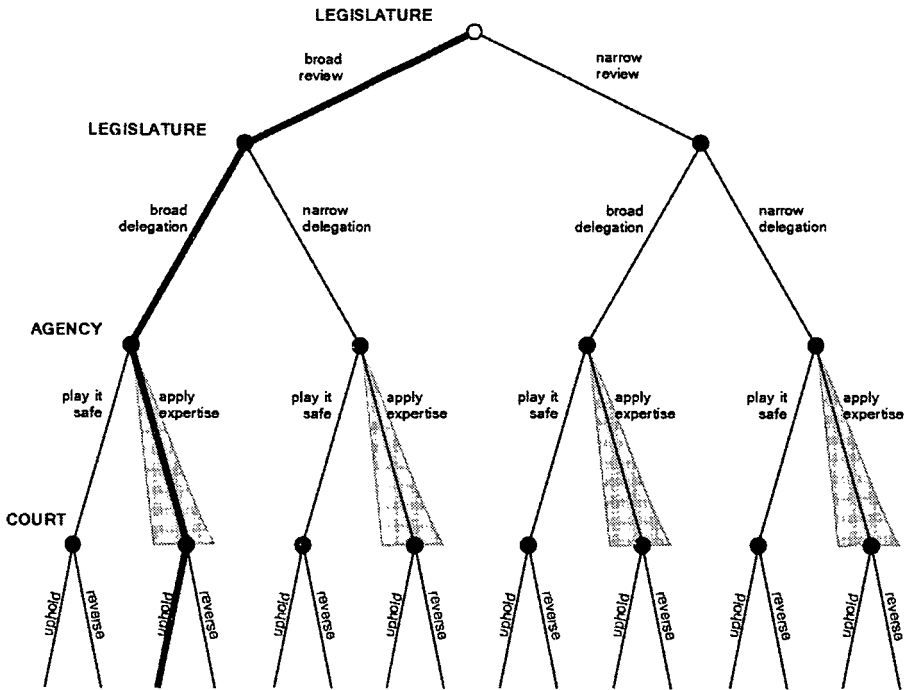 LEGISLATURE
broad
review
narrow
review
LEGISLATURE
broad
delegation
narrow
delegation
broad
delegation
narrow
delegation
AGENCY
play it
safe
apply
expertise
play it
safe
apply
expertise
play it
safe
apply
expertise
play it
safe
apply
expertise
COURT
uphold
reverse
uphold
reverse
uphold
reverse
uphold
reverse
uphold
reverse
uphold
reverse
uphold
reverse
uphold
reverse